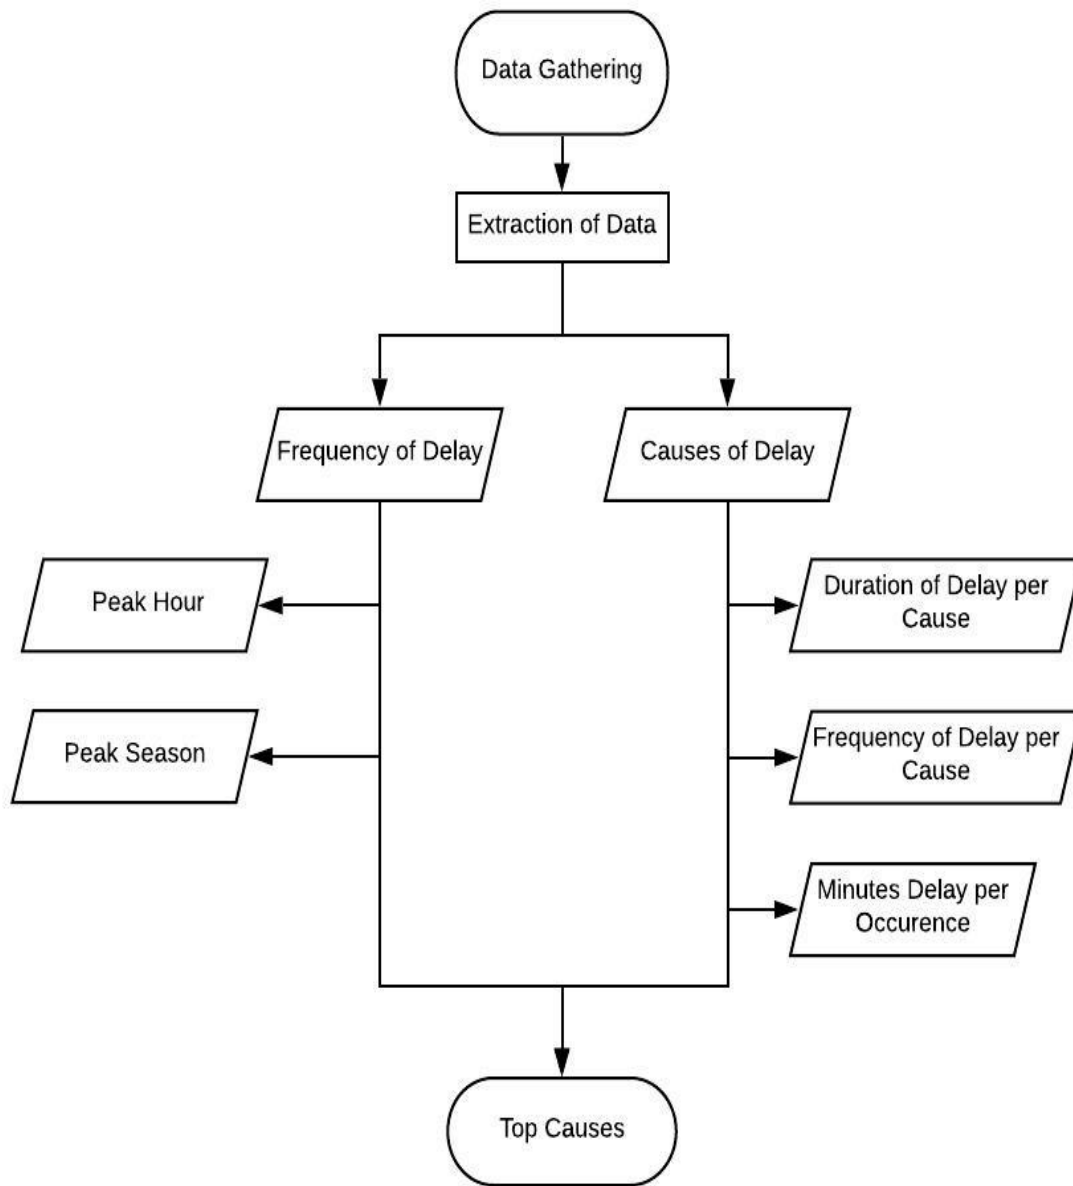 Data Gathering
Extraction of Data
Frequency of Delay
Causes of Delay
Peak Hour
Duration of Delay per
Cause
Peak Season
Frequency of Delay per
Cause
Minutes Delay per
Occurence
Top Causes